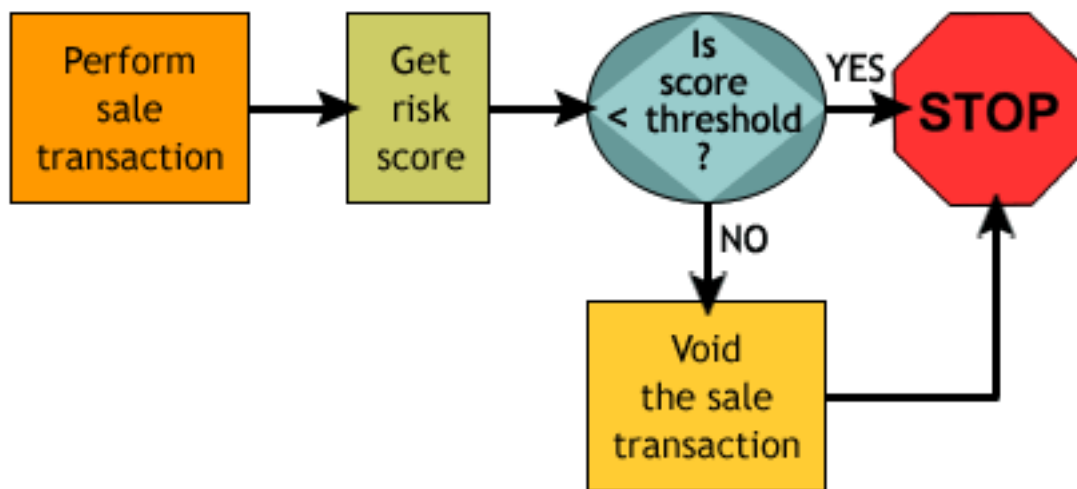 Perform
sale
transaction
Get
risk
score
Is
score
< threshold
?
YES
STOP
NO
Void
the sale
transaction